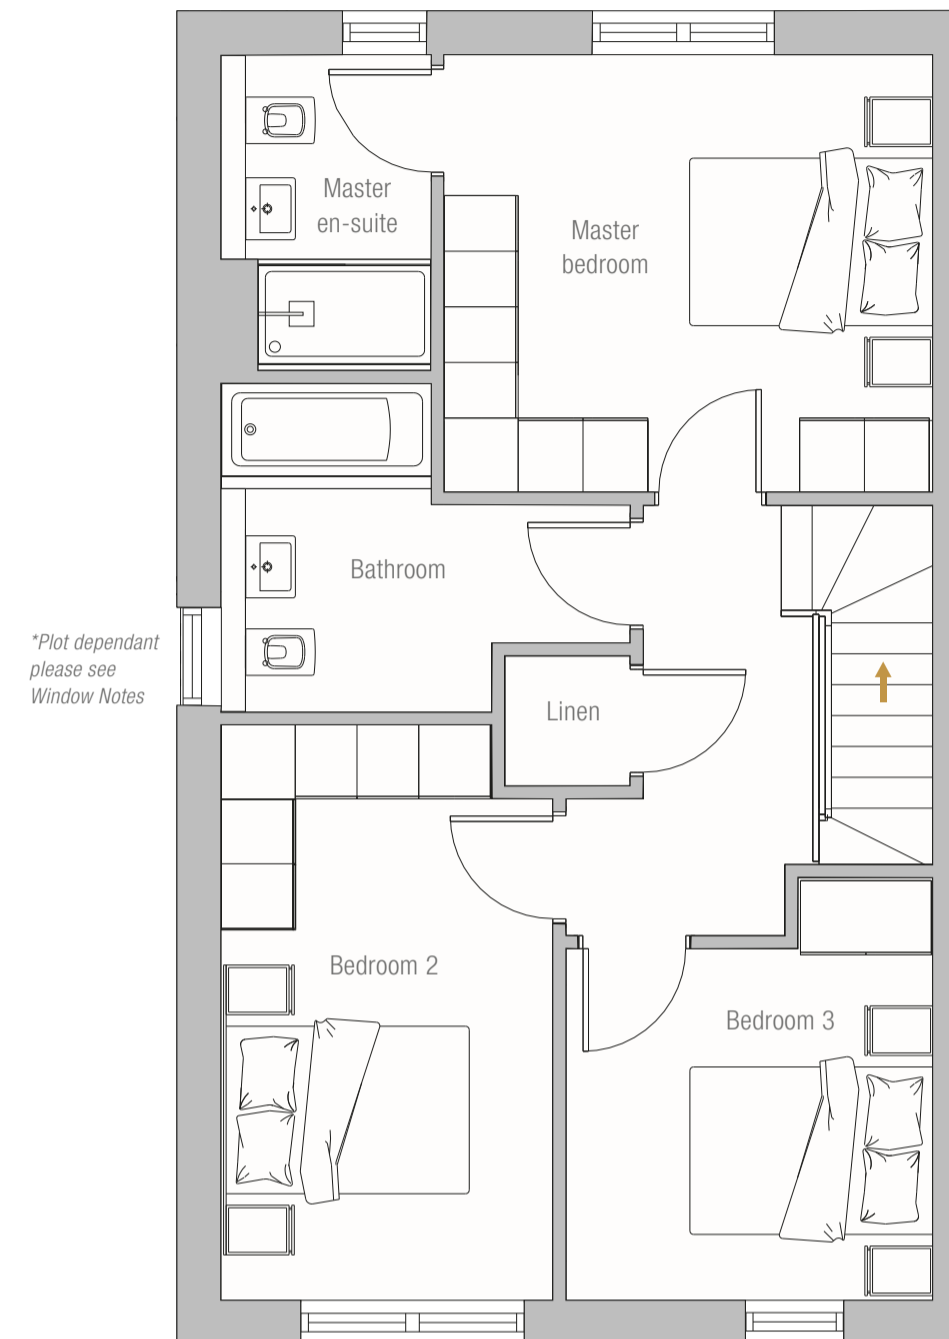 Master
en-suite
Master
bedroom
Bathroom
*Plot dependant
please see
Window Notes
Linen
Bedroom 2
Bedroom 3